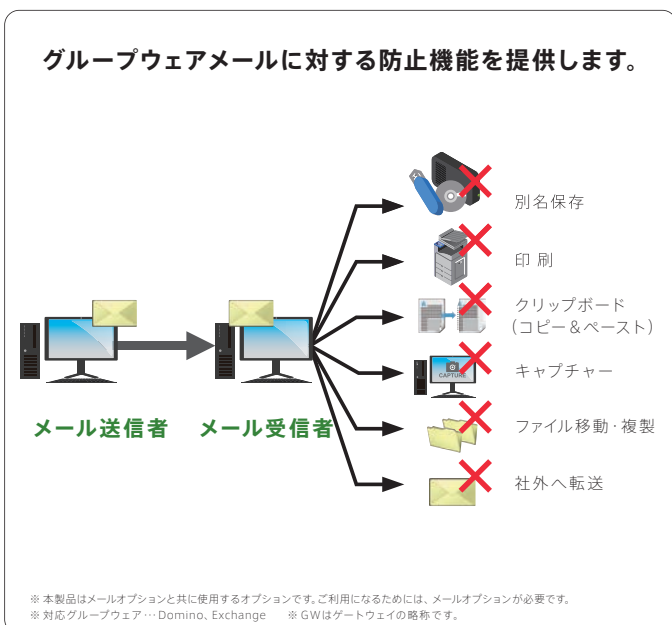 グループウェアメールに対する防止機能を提供します。
別名保存
印 刷
クリップボード
（コピー＆ペースト）
CAPTURE
キャプチャー
メール送信者 メール受信者
ファイル移動・複製
社外へ転送
※ 本製品はメールオプションと共に使用するオプションです。ご利用になるためには、メールオプションが必要です。
※ 対応グループウェア … Domino、Exchange ※ GWはゲートウェイの略称です。